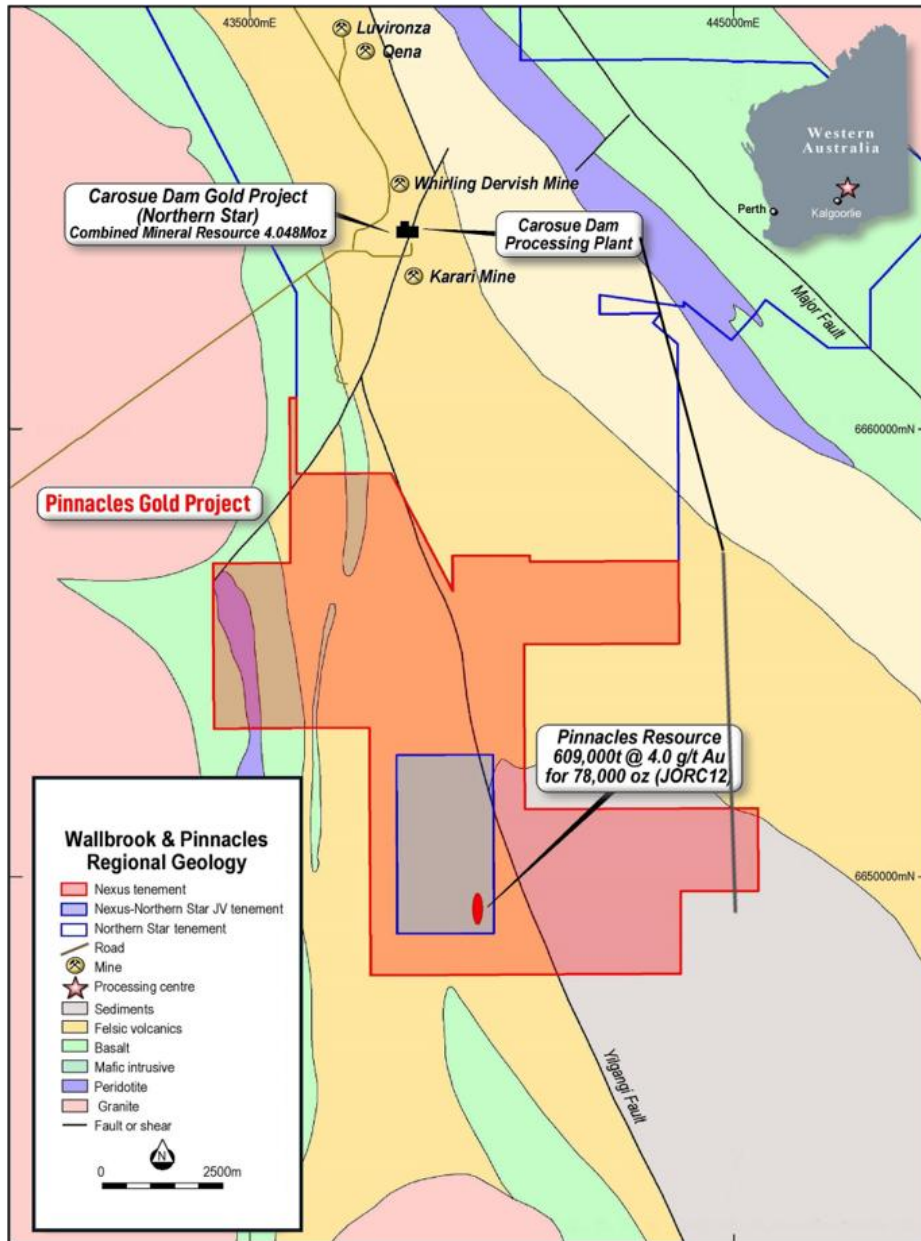 435000mE
445000mE
Luvironza
Qena
Western
Australia
Perth
Kalgoorlie
Whirling Dervish Mine
Carosue Dam Gold Project
(Northern Star)
Combined Mineral Resource 4.048Moz
Carosue Dam
Processing Plant
Karari Mine
Major Fault
6660000mN
Pinnacles Gold Project
Pinnacles Resource
609,000t @ 4.0 g/t Au
for 78,000 oz (JORC12)
6650000mN
Yilgangi Fault
Wallbrook & Pinnacles
Regional Geology
Nexus tenement
Nexus-Northern Star JV tenement
Northern Star tenement
Road
Mine
Processing centre
Sediments
Felsic volcanics
Basalt
Mafic intrusive
Peridotite
Granite
Fault or shear
N
0 2500m